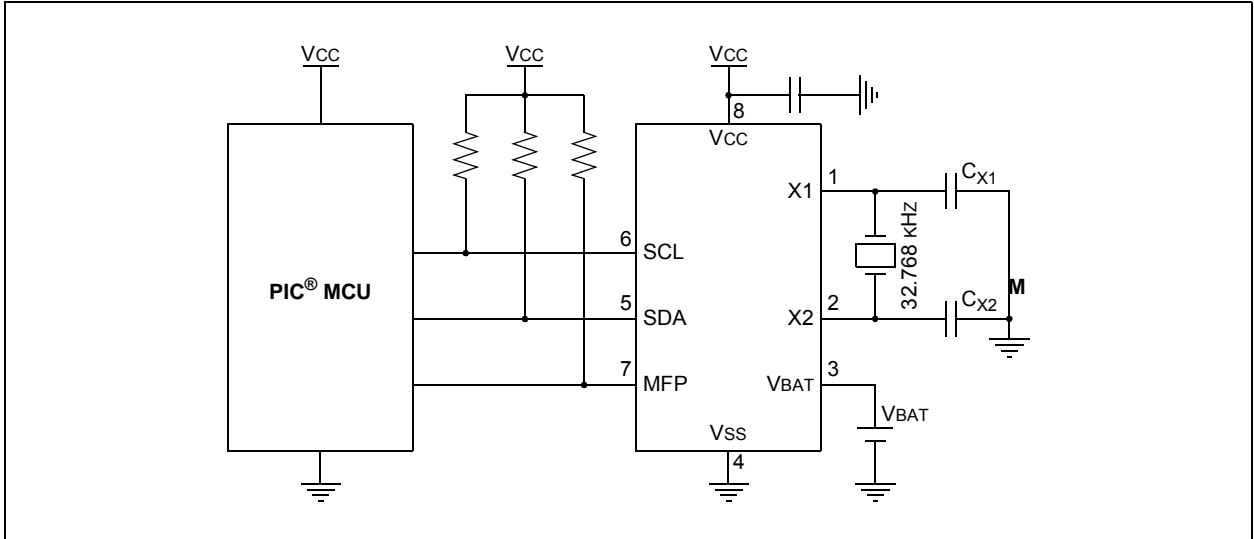 VCC
VCC
VCC
8
VCC
1
X1
CX1
32.768 kHz
6
SCL
PIC® MCU
M
5
SDA
2
X2
CX2
7
MFP
3
VBAT
VBAT
VSS
4